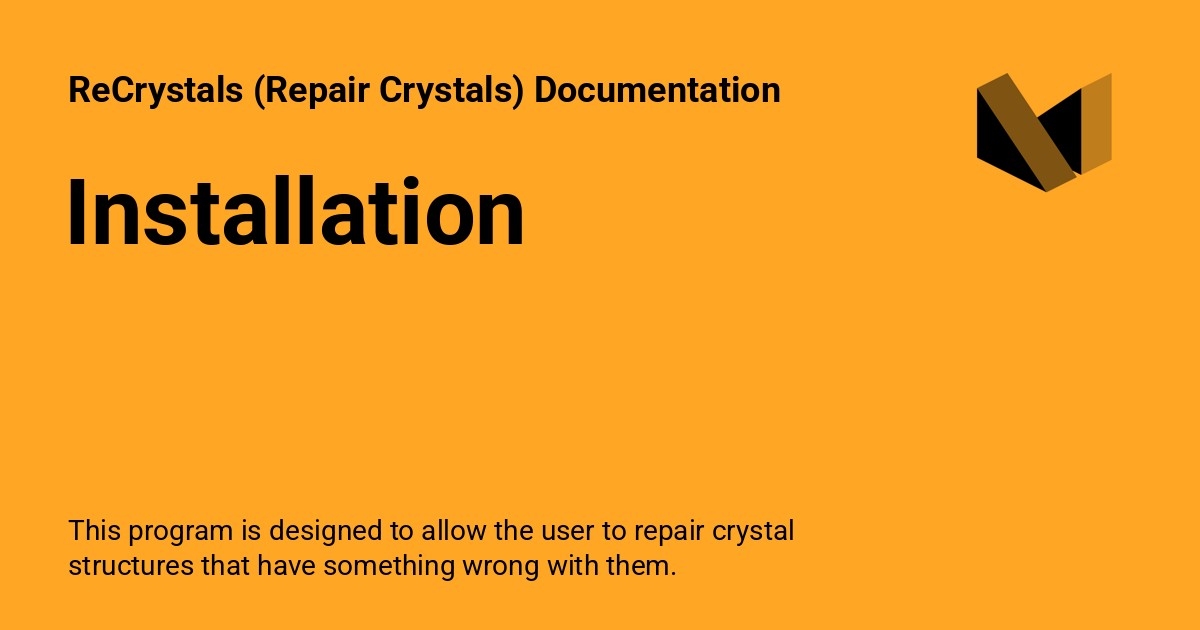 ReCrystals (Repair Crystals) Documentation
Installation
This program is designed to allow the user to repair crystal
structures that have something wrong with them.